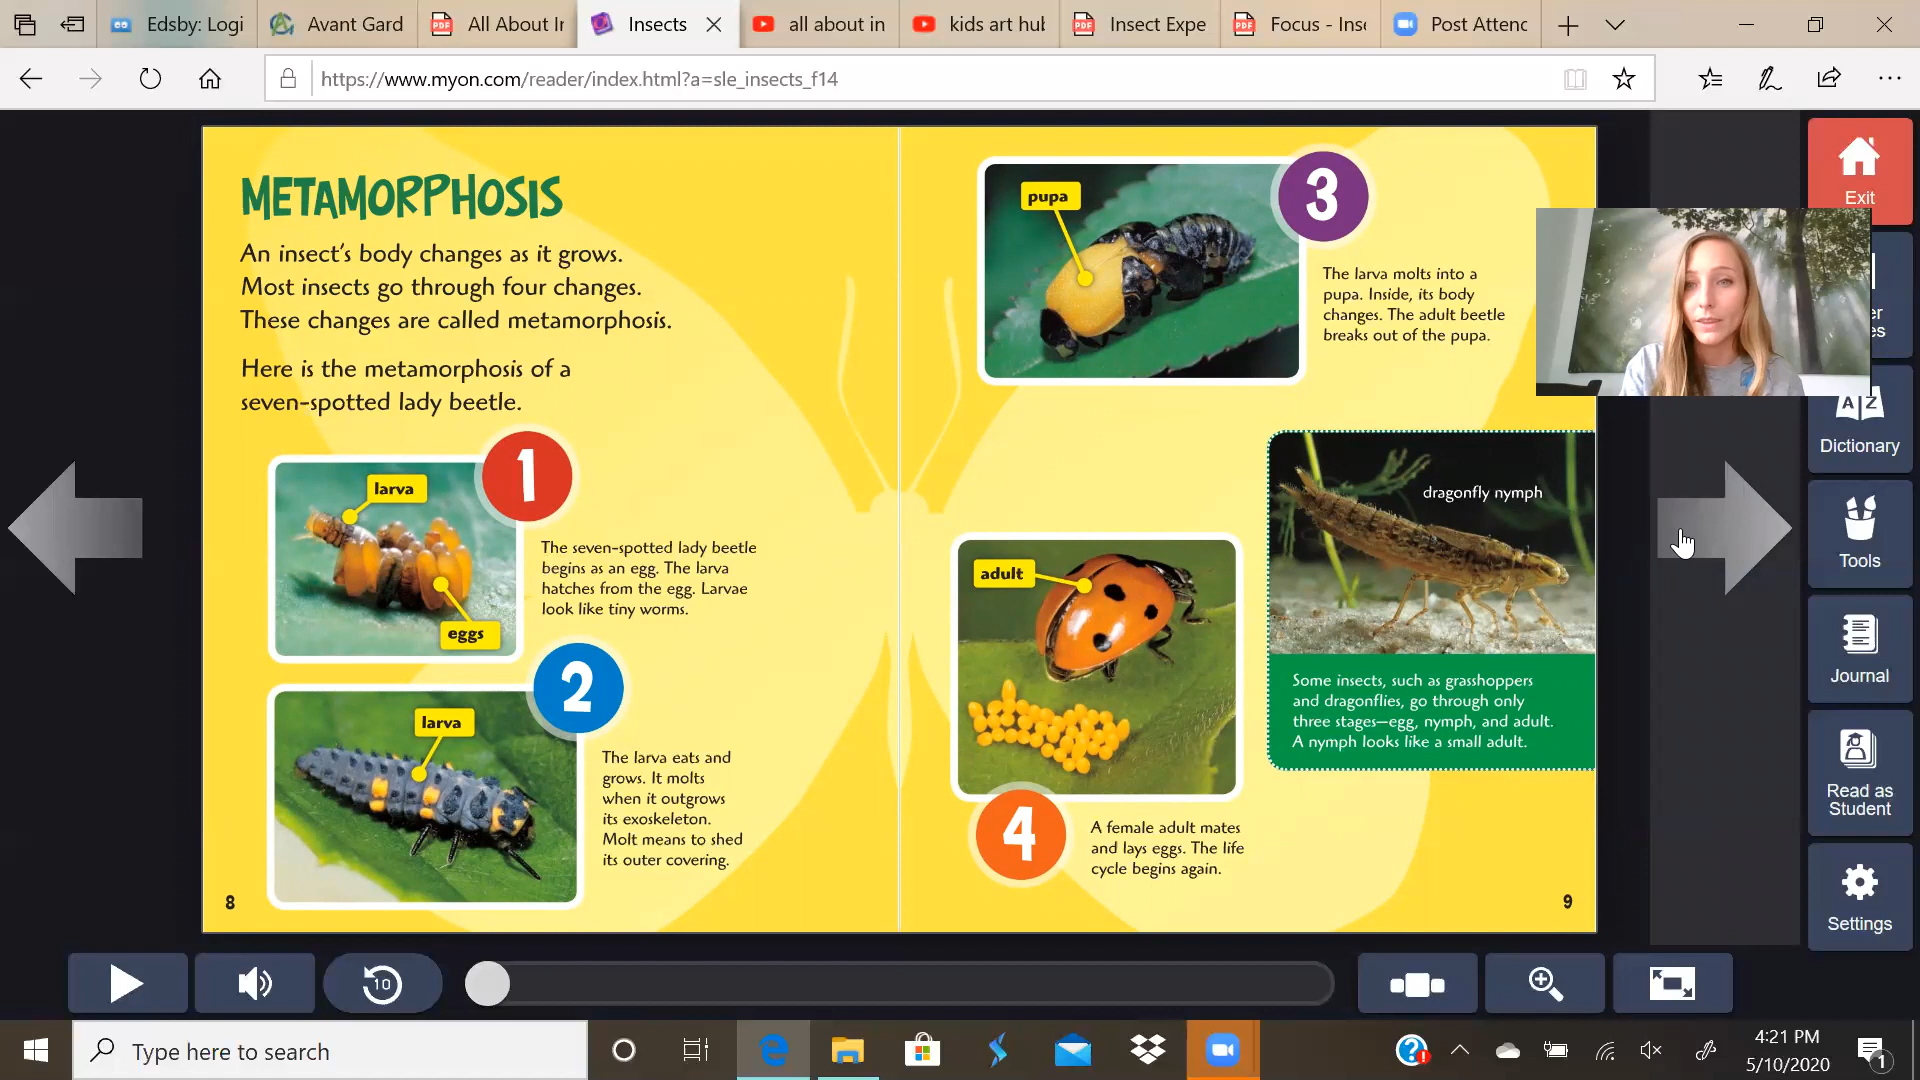 Edsby: Logi
Avant Gard
All About Ir
Insects
all about in
kids art hub
Insect Expe
Focus - Inse
Post Attenc
https://www.myon.com/reader/index.html?a=sle_insects_f14
METAMORPHOSIS
An insect's body changes as it grows.
Most insects go through four changes.
These changes are called metamorphosis.
Here is the metamorphosis of a
seven-spotted lady beetle.
1
larva
eggs
The seven-spotted lady beetle
begins as an egg. The larva
hatches from the egg. Larvae
look like tiny worms.
2
larva
The larva eats and
grows. It molts
when it outgrows
its exoskeleton.
Molt means to shed
its outer covering.
8
3
pupa
The larva molts into a
pupa. Inside, its body
changes. The adult beetle
breaks out of the pupa.
adult
4
A female adult mates
and lays eggs. The life
cycle begins again.
dragonfly nymph
Some insects, such as grasshoppers
and dragonflies, go through only
three stages—egg, nymph, and adult.
A nymph looks like a small adult.
9
Exit
er
es
A Z
Dictionary
Tools
Journal
Read as
Student
Settings
10
Type here to search
4:21 PM
5/10/2020
1